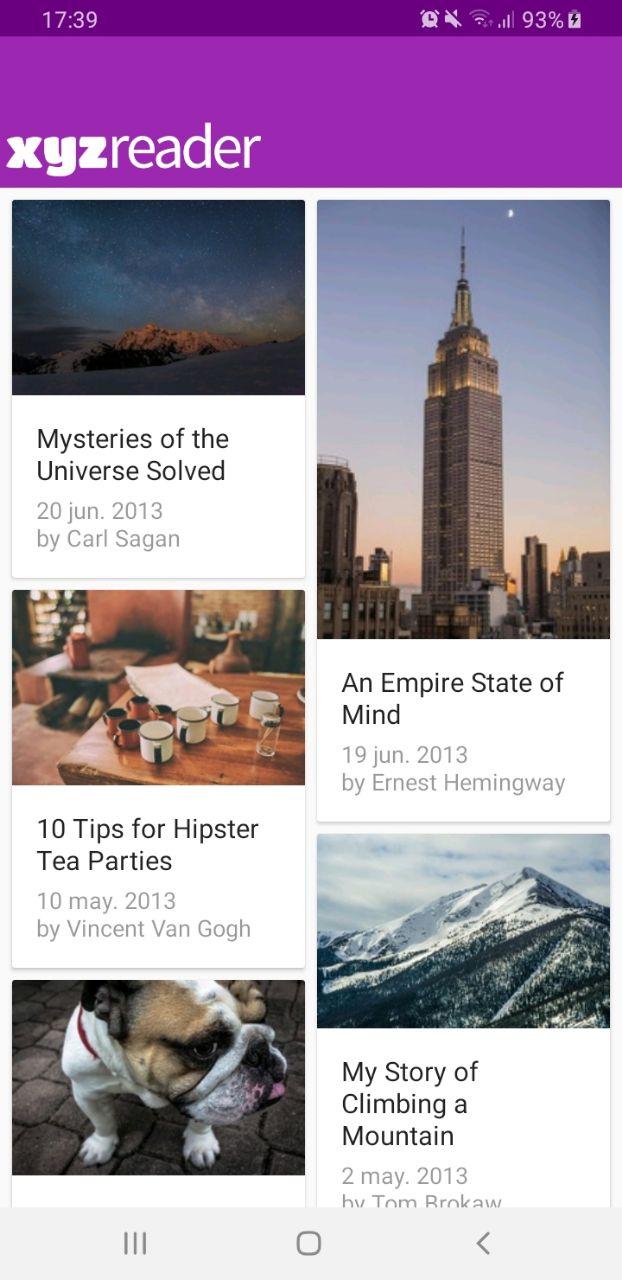 17:39
93%
xyzreader
Mysteries of the
Universe Solved
20 jun. 2013
by Carl Sagan
An Empire State of
Mind
19 jun. 2013
by Ernest Hemingway
10 Tips for Hipster
Tea Parties
10 may. 2013
by Vincent Van Gogh
My Story of
Climbing a
Mountain
2 may. 2013
by Tom Brokaw